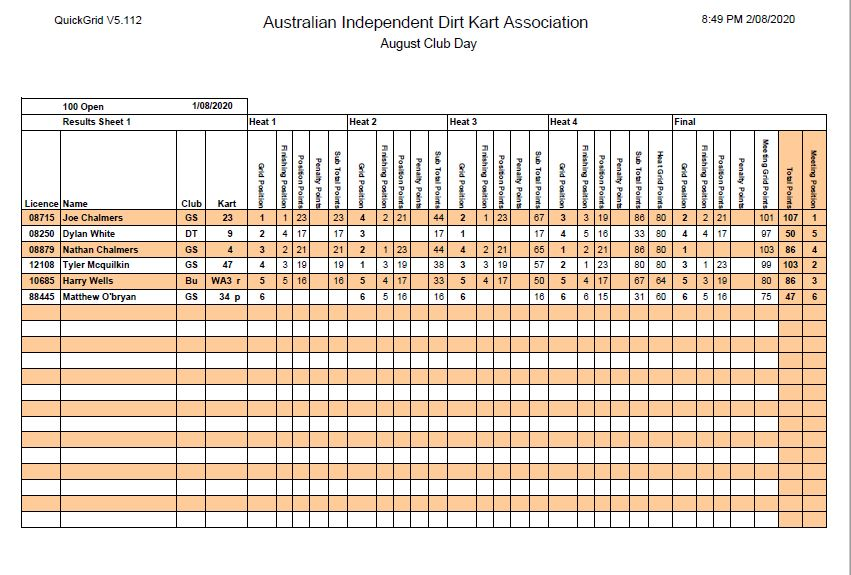 QuickGrid V5.112 Australian Independent Dirt Kart Association 8:49 PM 2/08/2020
August Club Day
100 Open 1/08/2020
Results Sheet 1 Heat 1 Heat 2 Heat 3 Heat 4 Final
Licence Name Club Kart Grid Position Finishing Position Position Points Penalty Points Sub Total Points Grid Position Finishing Position Position Points Penalty Points Sub Total Points Grid Position Finishing Position Position Points Penalty Points Sub Total Points Grid Position Finishing Position Position Points Penalty Points Sub Total Points Heat Grid Points Grid Position Finishing Position Position Points Penalty Points Meeting Grid Points Total Points Meeting Position
08715 Joe Chalmers GS 23 1 1 23 23 4 2 21 44 2 1 23 67 3 3 19 86 80 2 2 21 101 107 1
08250 Dylan White DT 9 2 4 17 17 3 17 1 17 4 5 16 33 80 4 4 17 97 50 5
08879 Nathan Chalmers GS 4 3 2 21 21 2 1 23 44 4 2 21 65 1 2 21 86 80 1 103 86 4
12108 Tyler Mcquilkin GS 47 4 3 19 19 1 3 19 38 3 3 19 57 2 1 23 80 80 3 1 23 99 103 2
10685 Harry Wells Bu WA3 r 5 5 16 16 5 4 17 33 5 4 17 50 5 4 17 67 64 5 3 19 80 86 3
88445 Matthew O'bryan GS 34 p 6 6 5 16 16 6 16 6 6 15 31 60 6 5 16 75 47 6